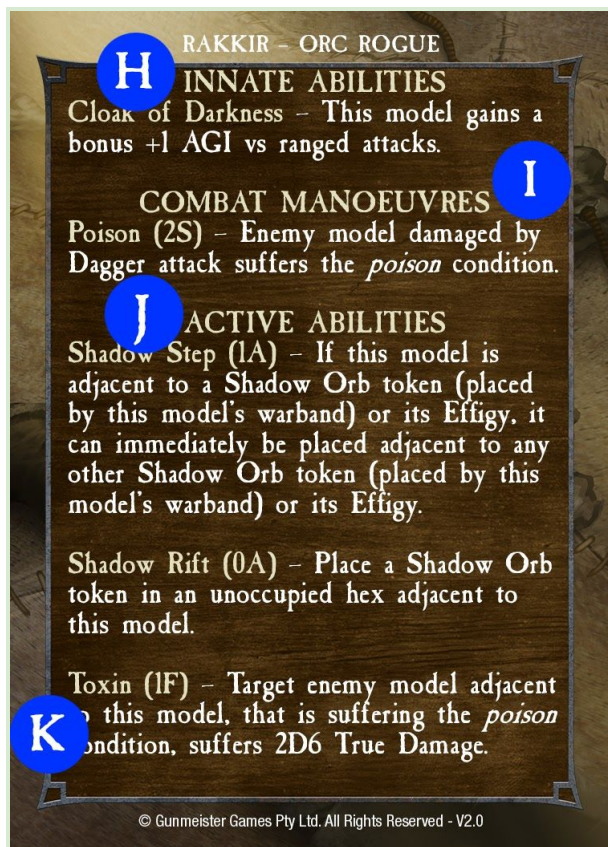 RAKKIR – ORC ROGUE
H
INNATE ABILITIES
Cloak of Darkness – This model gains a
bonus +1 AGI vs ranged attacks.
I
COMBAT MANOEUVRES
Poison (2S) – Enemy model damaged by
Dagger attack suffers the poison condition.
J
ACTIVE ABILITIES
Shadow Step (1A) – If this model is
adjacent to a Shadow Orb token (placed
by this model's warband) or its Effigy, it
can immediately be placed adjacent to any
other Shadow Orb token (placed by this
model's warband) or its Effigy.
Shadow Rift (0A) – Place a Shadow Orb
token in an unoccupied hex adjacent to
this model.
Toxin (1F) – Target enemy model adjacent
to this model, that is suffering the poison
K
condition, suffers 2D6 True Damage.
© Gunmeister Games Pty Ltd. All Rights Reserved - V2.0